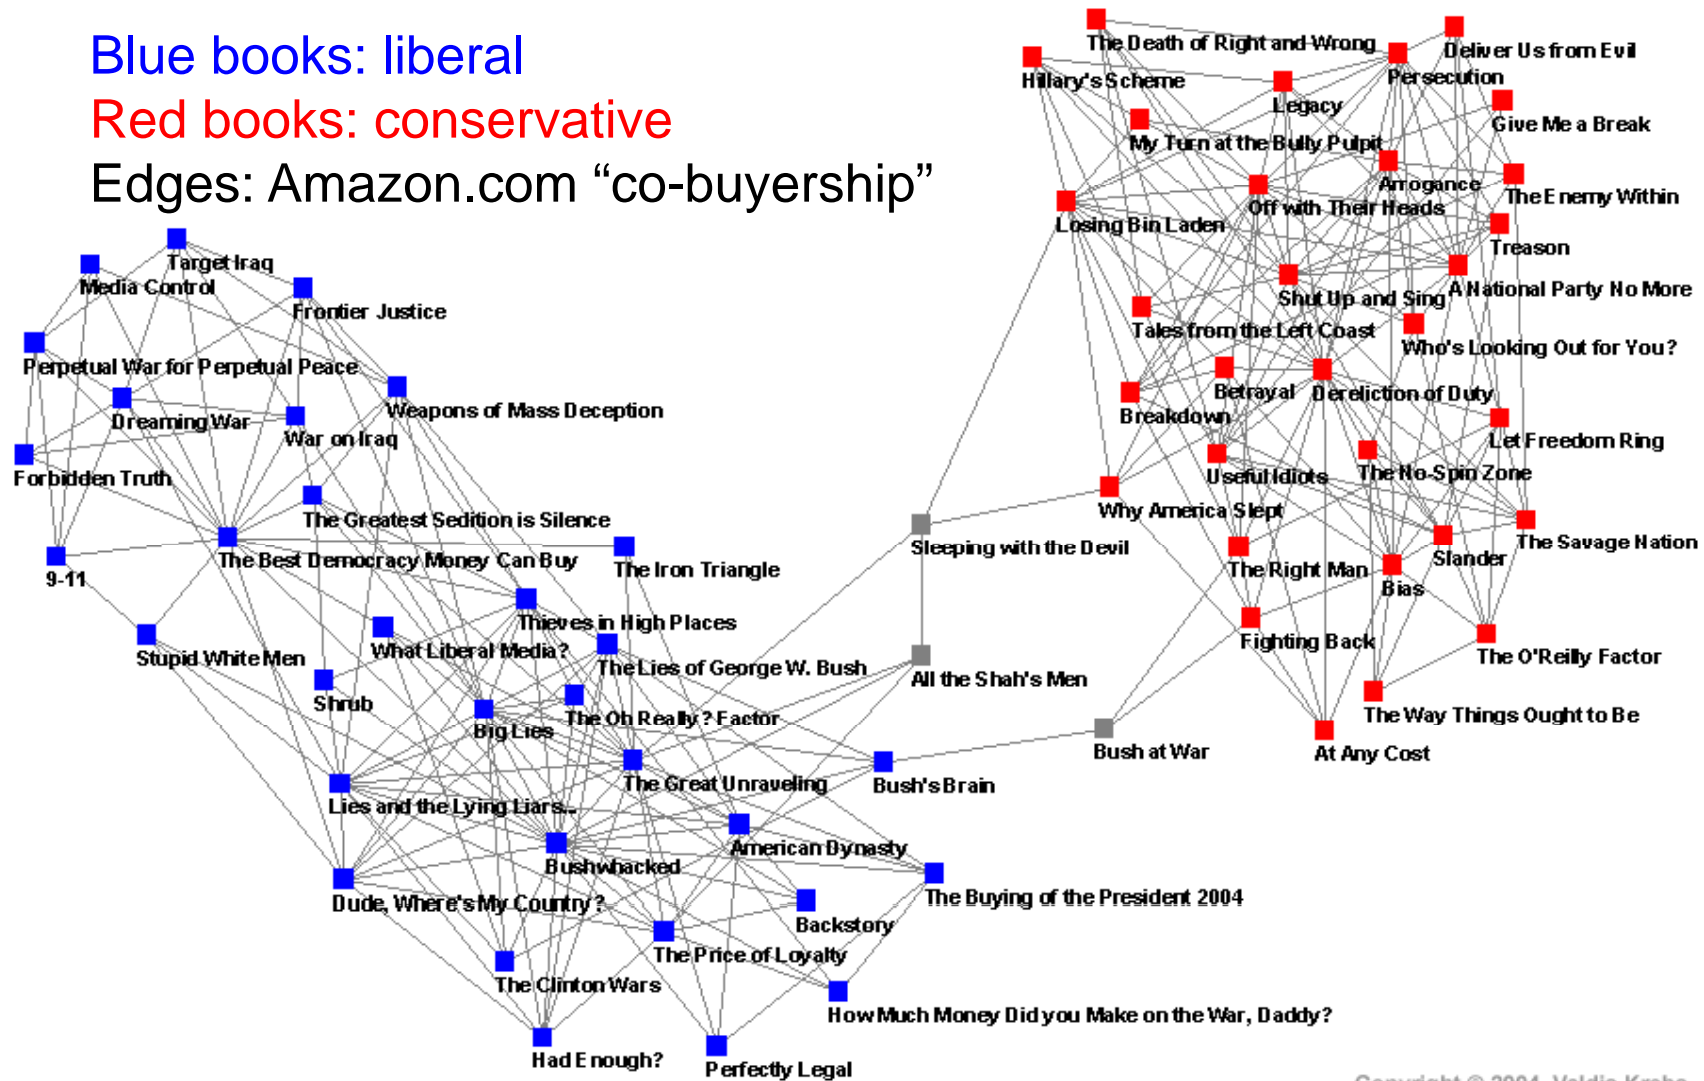 Blue books: liberal
Red books: conservative
Edges: Amazon.com “co-buyership”
The Death of Right and Wrong
Deliver Us from Evil
Hillary's Scheme
Persecution
Legacy
Give Me a Break
My Turn at the Bully Pulpit
Arrogance
The Enemy Within
Off with Their Heads
Losing Bin Laden
Treason
Target Iraq
Media Control
Frontier Justice
Shut Up and Sing
A National Party No More
Tales from the Left Coast
Who's Looking Out for You?
Perpetual War for Perpetual Peace
Weapons of Mass Deception
Dreaming War
War on Iraq
Betrayal
Dereliction of Duty
Breakdown
Let Freedom Ring
Forbidden Truth
Useful Idiots
The No-Spin Zone
The Greatest Sedition is Silence
Why America Slept
Sleeping with the Devil
The Savage Nation
Slander
The Best Democracy Money Can Buy
9-11
The Iron Triangle
The Right Man
Bias
Thieves in High Places
What Liberal Media?
Stupid White Men
The Lies of George W. Bush
Fighting Back
The O'Reilly Factor
All the Shah's Men
Shrub
The Oh Really? Factor
Big Lies
The Way Things Ought to Be
Bush at War
At Any Cost
The Great Unraveling
Bush's Brain
Lies and the Lying Liars...
American Dynasty
Bushwhacked
Dude, Where's My Country?
The Buying of the President 2004
Backstory
The Price of Loyalty
The Clinton Wars
How Much Money Did you Make on the War, Daddy?
Had Enough?
Perfectly Legal